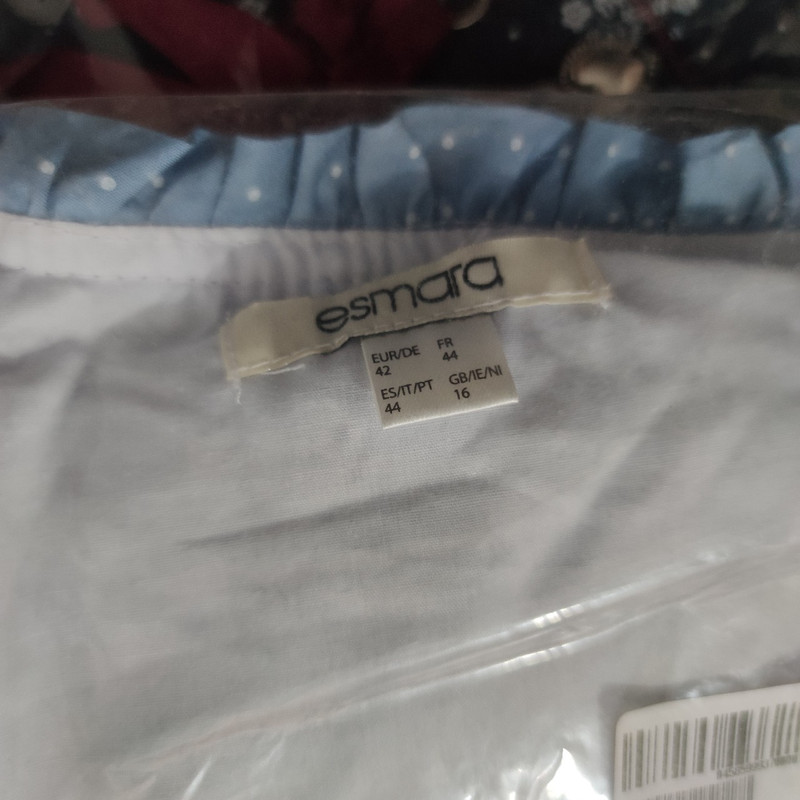 esmara
EUR/DE FR
42 44
ES/IT/PT GB/IE/NI
44 16